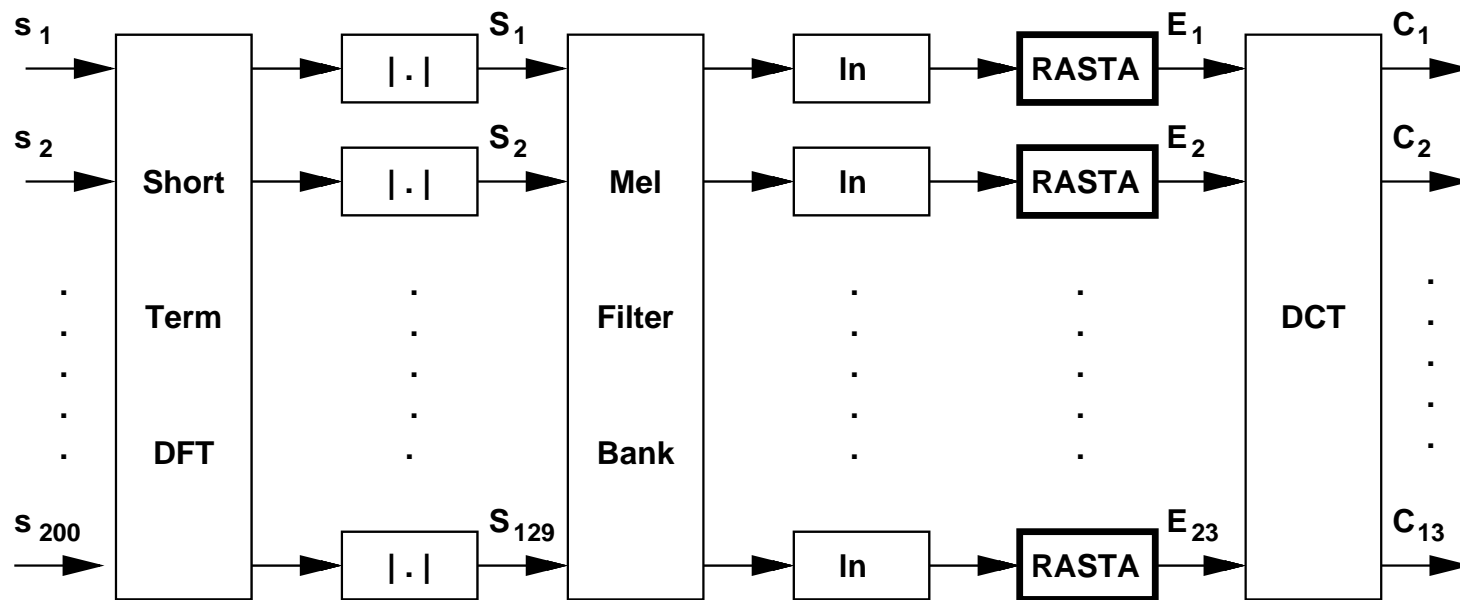 s 1 S 1 E 1 C 1
| . | ln RASTA
s 2 S 2 E 2 C 2
Short | . | Mel ln RASTA
Term Filter DCT
DFT Bank
s 200 S 129 E 23 C 13
| . | ln RASTA